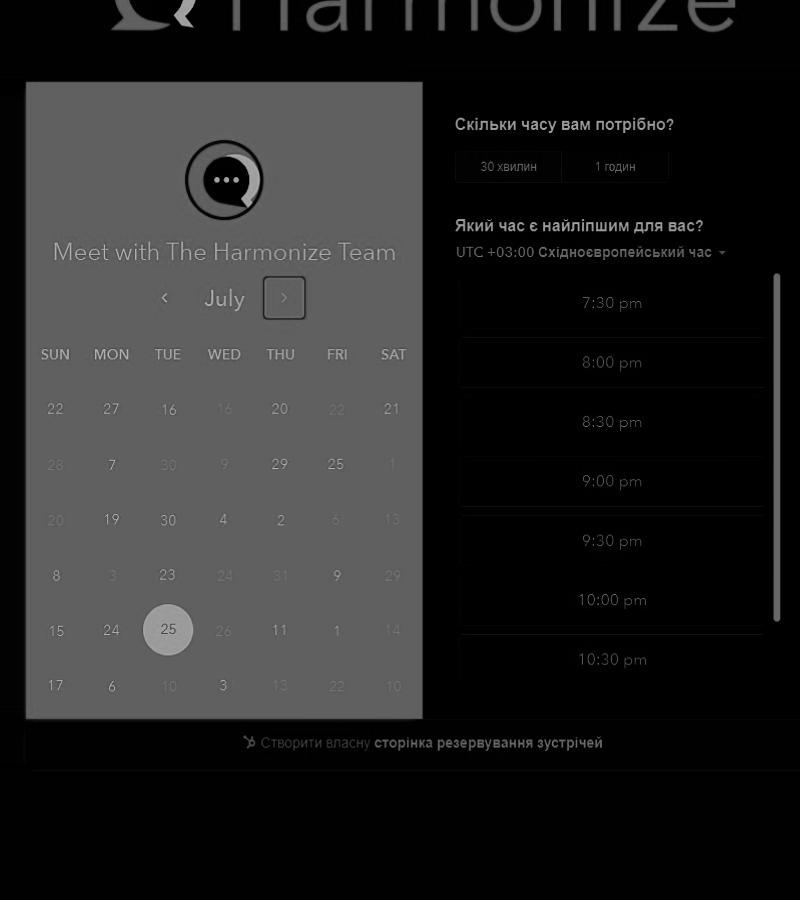 Harmonize
Meet with The Harmonize Team
July
SUN MON TUE WED THU FRI SAT
22 27 16 16 20 22 21
28 7 30 9 29 25 1
20 19 30 4 2 6 13
8 3 23 24 31 9 29
15 24 25 26 11 1 14
17 6 10 3 13 22 10
Скільки часу вам потрібно?
30 хвилин 1 годин
Який час є найліпшим для вас?
UTC +03:00 Східноєвропейський час
7:30 pm
8:00 pm
8:30 pm
9:00 pm
9:30 pm
10:00 pm
10:30 pm
Створити власну сторінка резервування зустрічей